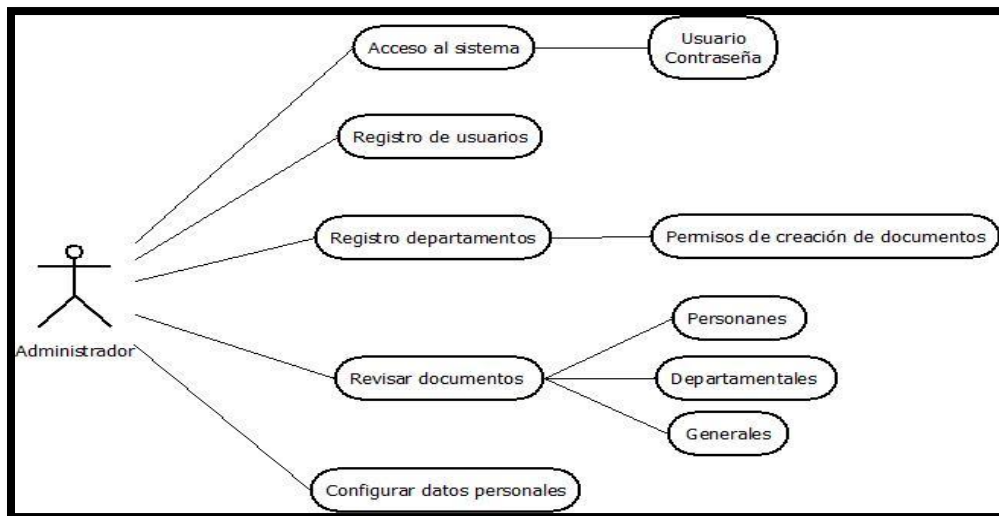 Acceso al sistema
Usuario
Contraseña
Registro de usuarios
Registro departamentos
Permisos de creación de documentos
Administrador
Revisar documentos
Personanes
Departamentales
Generales
Configurar datos personales